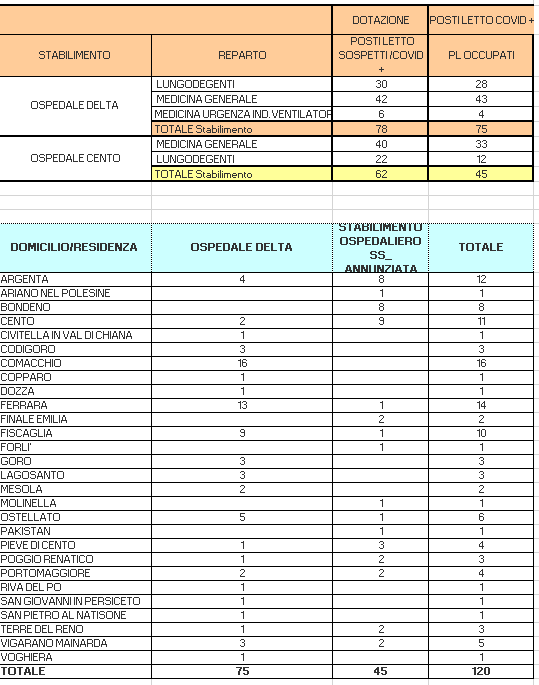 DOTAZIONE POSTI LETTO COVID +
STABILIMENTO REPARTO POSTI LETTO SOSPETTI/COVID + PL OCCUPATI
OSPEDALE DELTA
LUNGODEGENTI 30 28
MEDICINA GENERALE 42 43
MEDICINA URGENZA IND.VENTILATOR 6 4
TOTALE Stabilimento 78 75
OSPEDALE CENTO
MEDICINA GENERALE 40 33
LUNGODEGENTI 22 12
TOTALE Stabilimento 62 45
DOMICILIO/RESIDENZA OSPEDALE DELTA STABILIMENTO OSPEDALIERO SS_ ANNUNZIATA TOTALE
ARGENTA 4 8 12
ARIANO NEL POLESINE 1 1
BONDENO 8 8
CENTO 2 9 11
CIVITELLA IN VAL DI CHIANA 1 1
CODIGORO 3 3
COMACCHIO 16 16
COPPARO 1 1
DOZZA 1 1
FERRARA 13 1 14
FINALE EMILIA 2 2
FISCAGLIA 9 1 10
FORLI' 1 1
GORO 3 3
LAGOSANTO 3 3
MESOLA 2 2
MOLINELLA 1 1
OSTELLATO 5 1 6
PAKISTAN 1 1
PIEVE DI CENTO 1 3 4
POGGIO RENATICO 1 2 3
PORTOMAGGIORE 2 2 4
RIVA DEL PO 1 1
SAN GIOVANNI IN PERSICETO 1 1
SAN PIETRO AL NATISONE 1 1
TERRE DEL RENO 1 2 3
VIGARANO MAINARDA 3 2 5
VOGHIERA 1 1
TOTALE 75 45 120